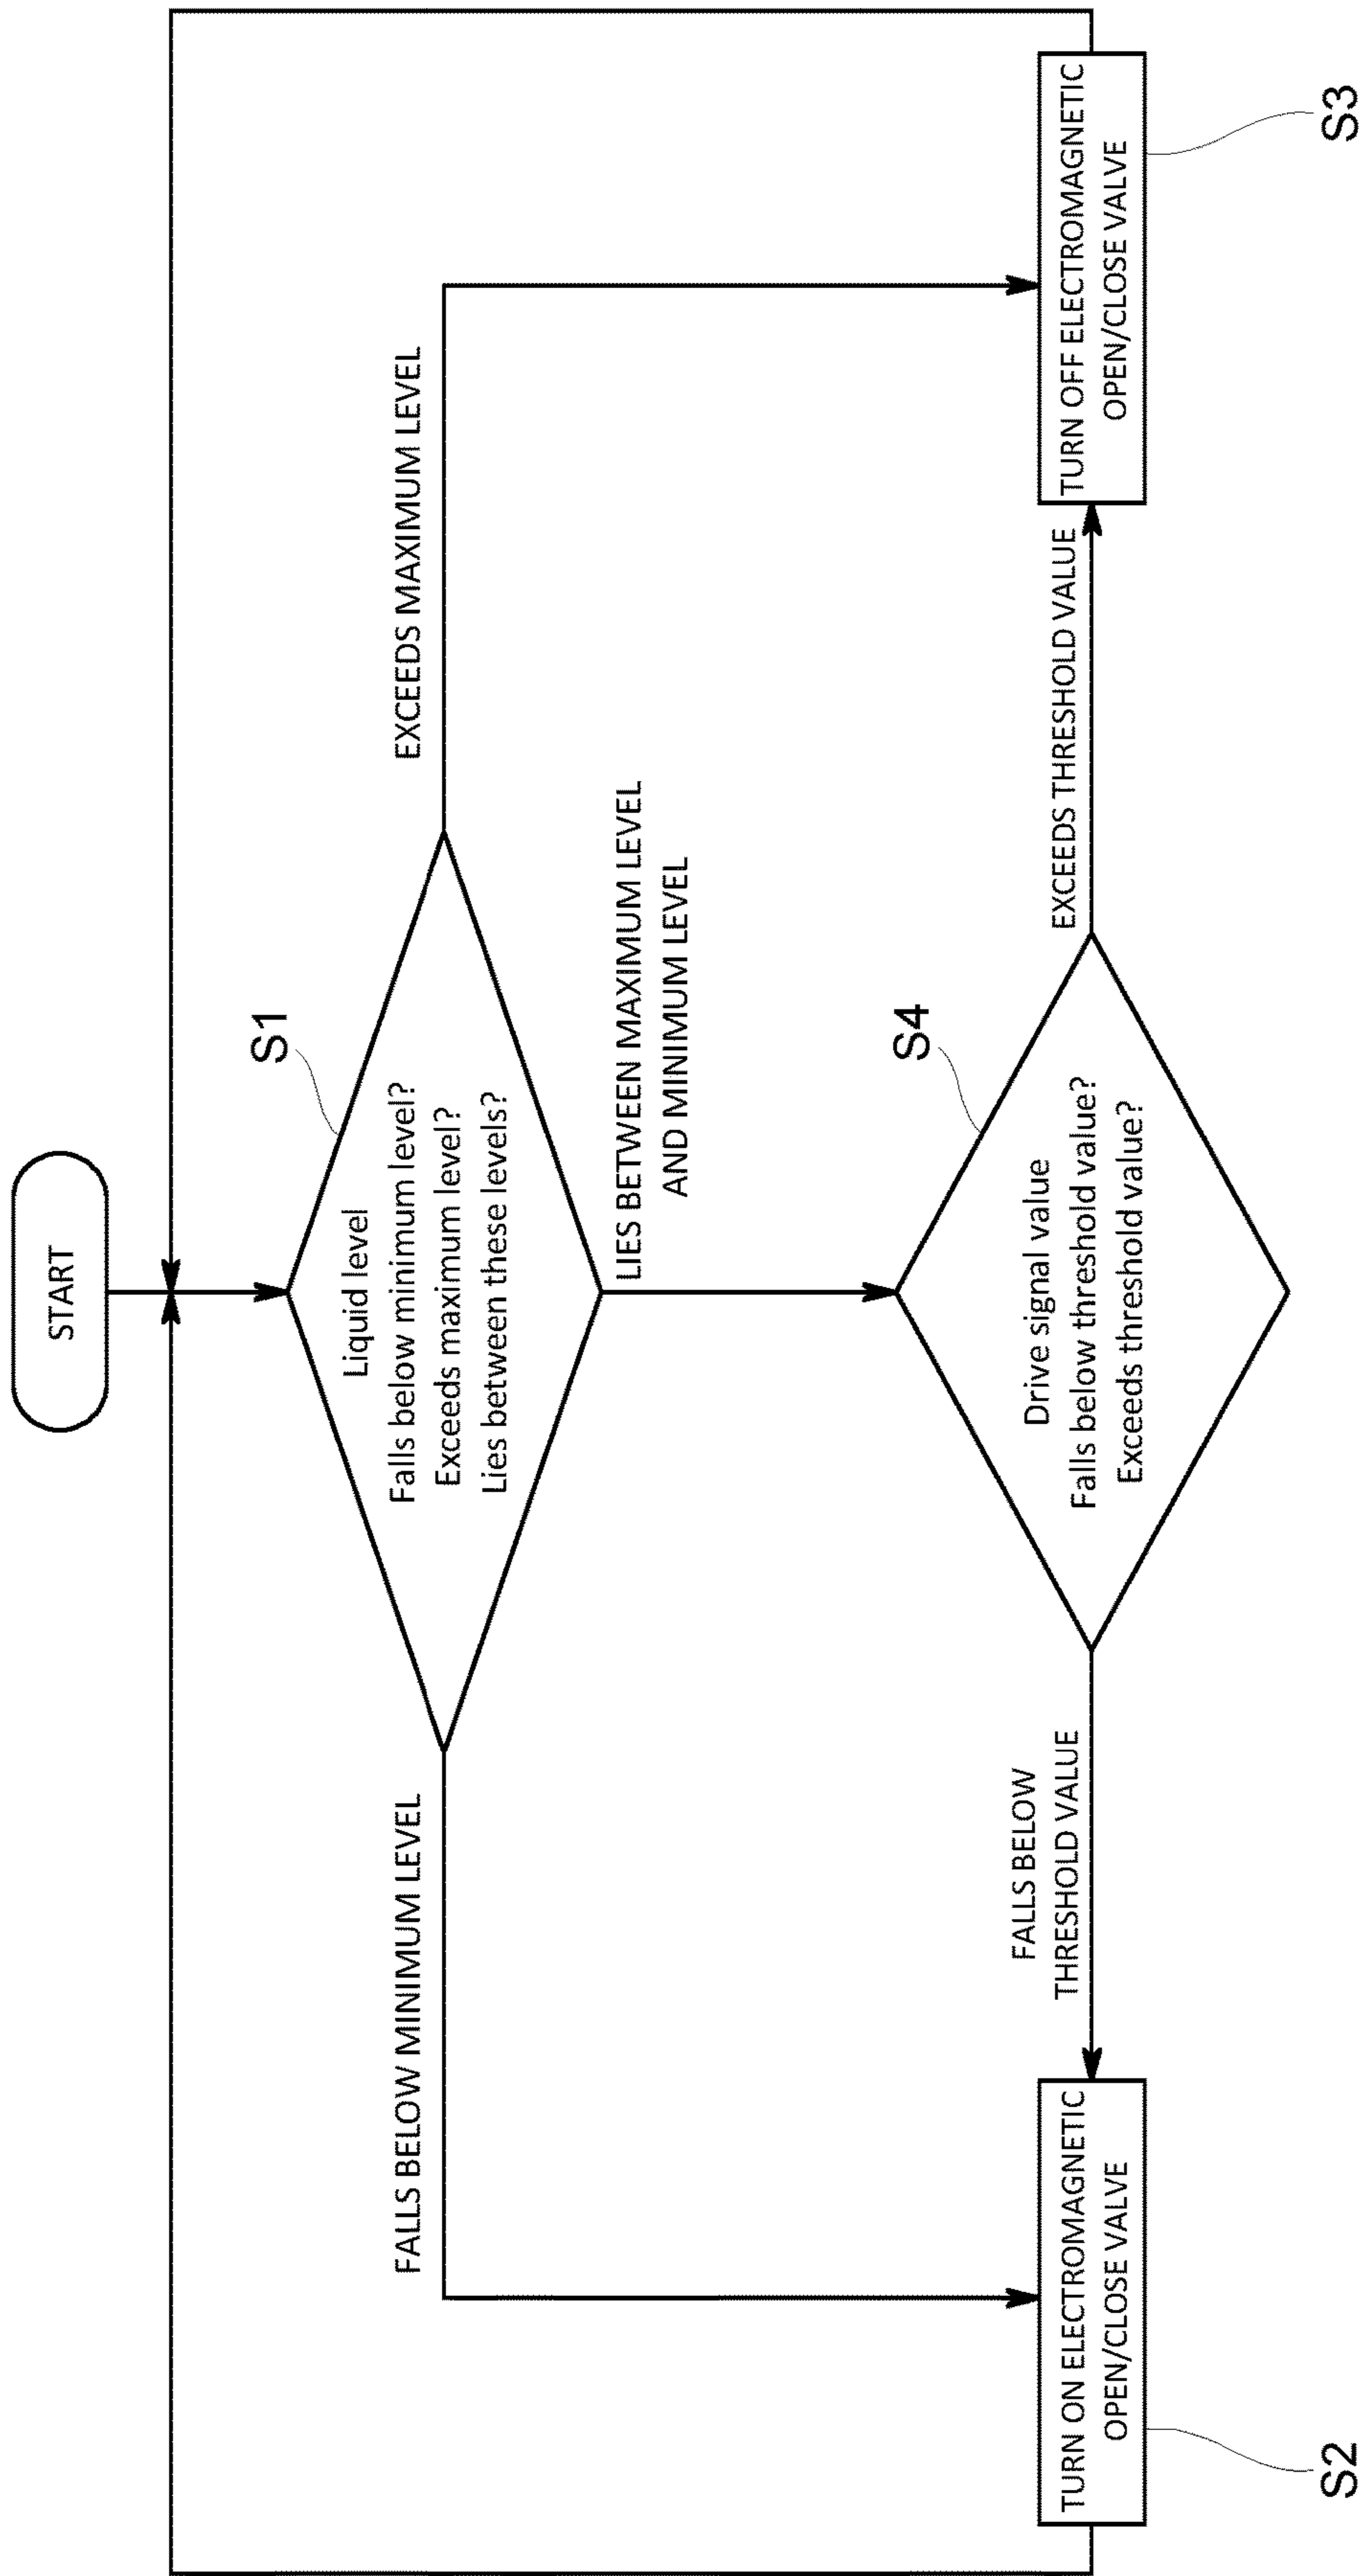 START
S1
Liquid level
Falls below minimum level?
Exceeds maximum level?
Lies between these levels?
FALLS BELOW MINIMUM LEVEL
EXCEEDS MAXIMUM LEVEL
LIES BETWEEN MAXIMUM LEVEL
AND MINIMUM LEVEL
S4
Drive signal value
Falls below threshold value?
Exceeds threshold value?
FALLS BELOW
THRESHOLD VALUE
EXCEEDS THRESHOLD VALUE
TURN ON ELECTROMAGNETIC
OPEN/CLOSE VALVE
S2
TURN OFF ELECTROMAGNETIC
OPEN/CLOSE VALVE
S3